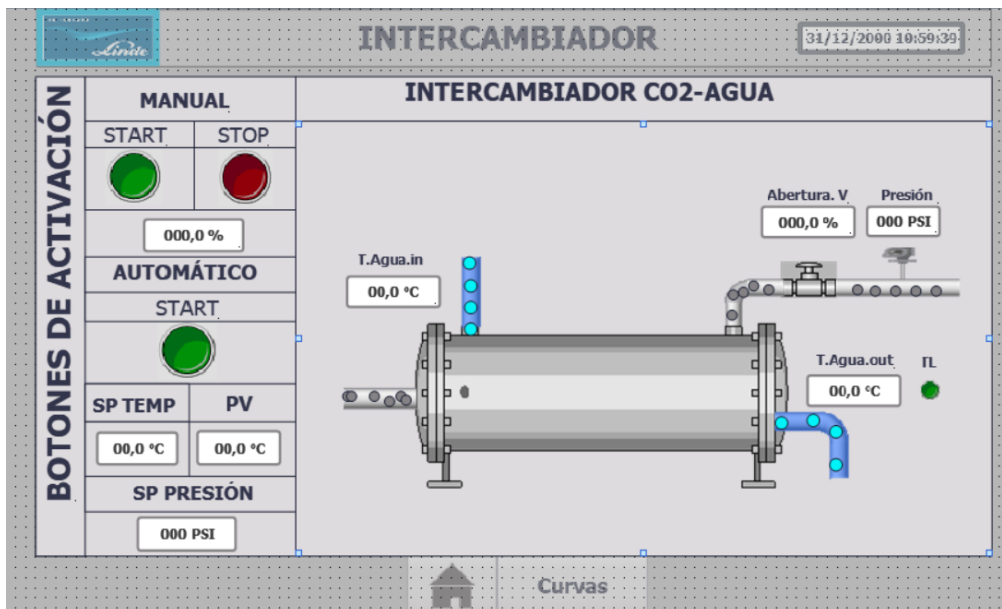 Linde
INTERCAMBIADOR
31/12/2000 10:59:39
BOTONES DE ACTIVACIÓN
MANUAL
START
STOP
000,0 %
AUTOMÁTICO
START
SP TEMP
PV
00,0 °C
00,0 °C
SP PRESIÓN
000 PSI
INTERCAMBIADOR CO2-AGUA
Abertura. V
Presión
000,0 %
000 PSI
T.Agua.in
00,0 °C
T.Agua.out
00,0 °C
Curvas